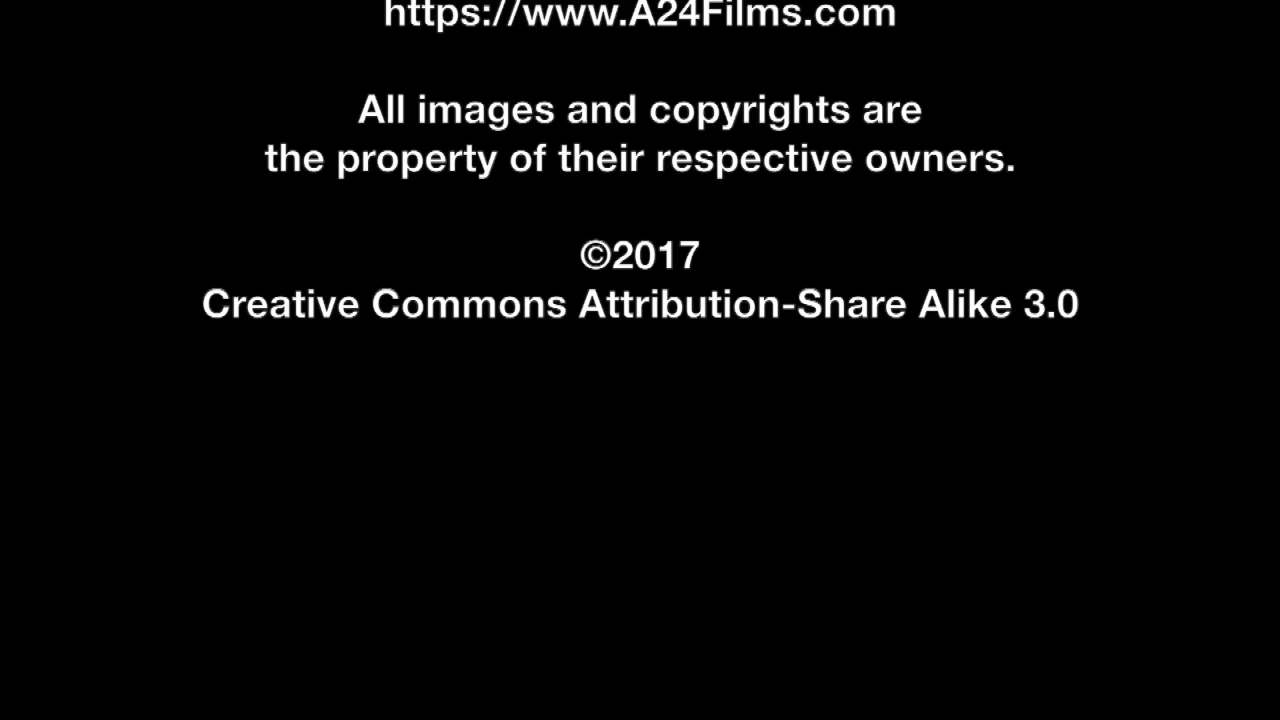 https://www.A24Films.com
All images and copyrights are
the property of their respective owners.
©2017
Creative Commons Attribution-Share Alike 3.0